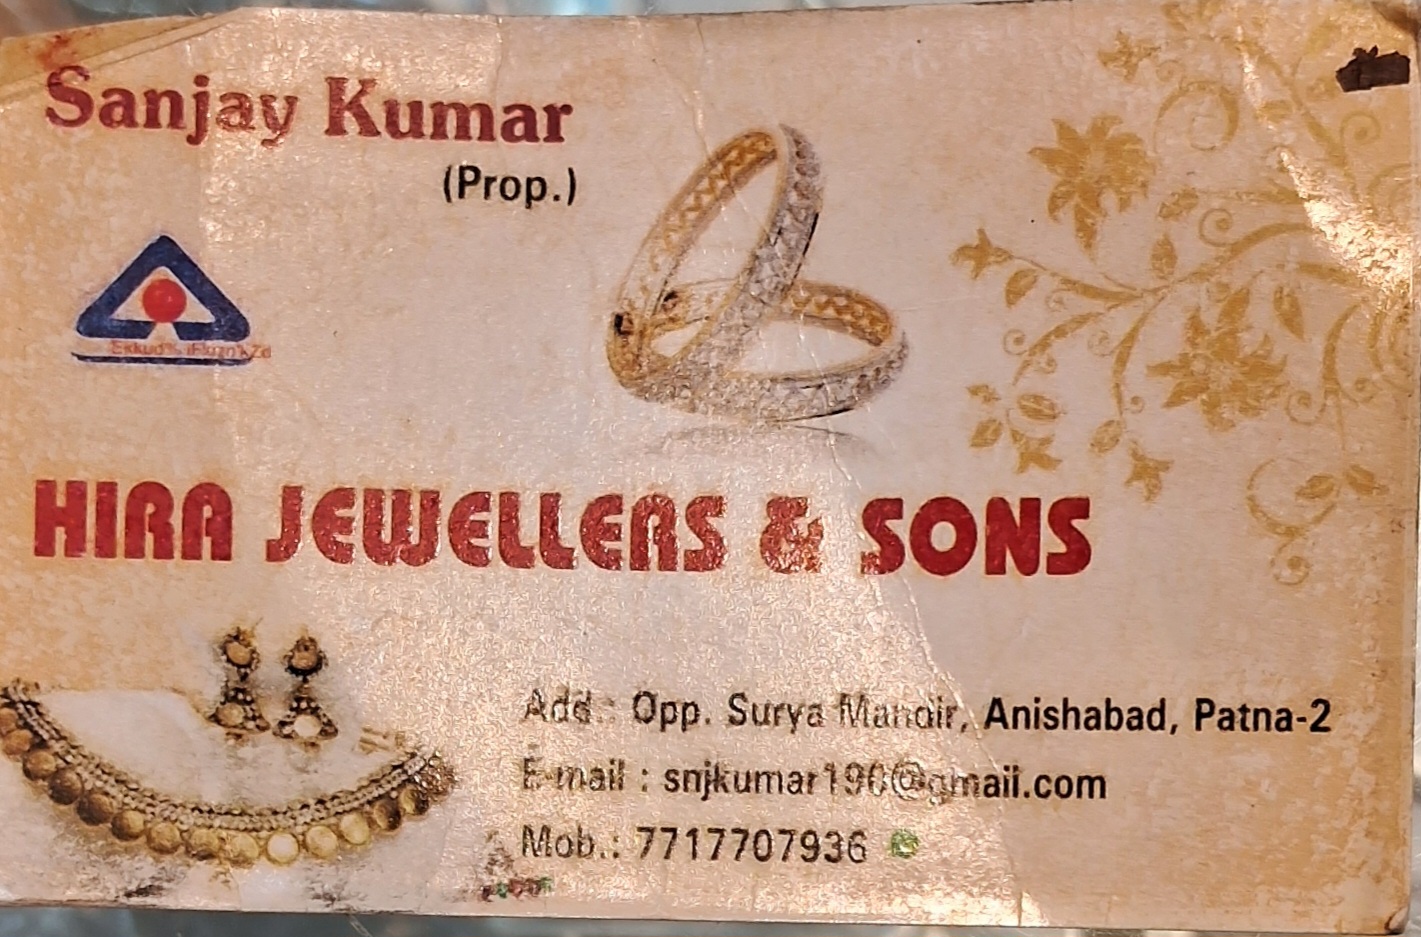 Sanjay Kumar
(Prop.)
HIRA JEWELLERS & SONS
Add.: Opp. Surya Mandir, Anishabad, Patna-2
E-mail : snjkumar190@gmail.com
Mob.: 7717707936